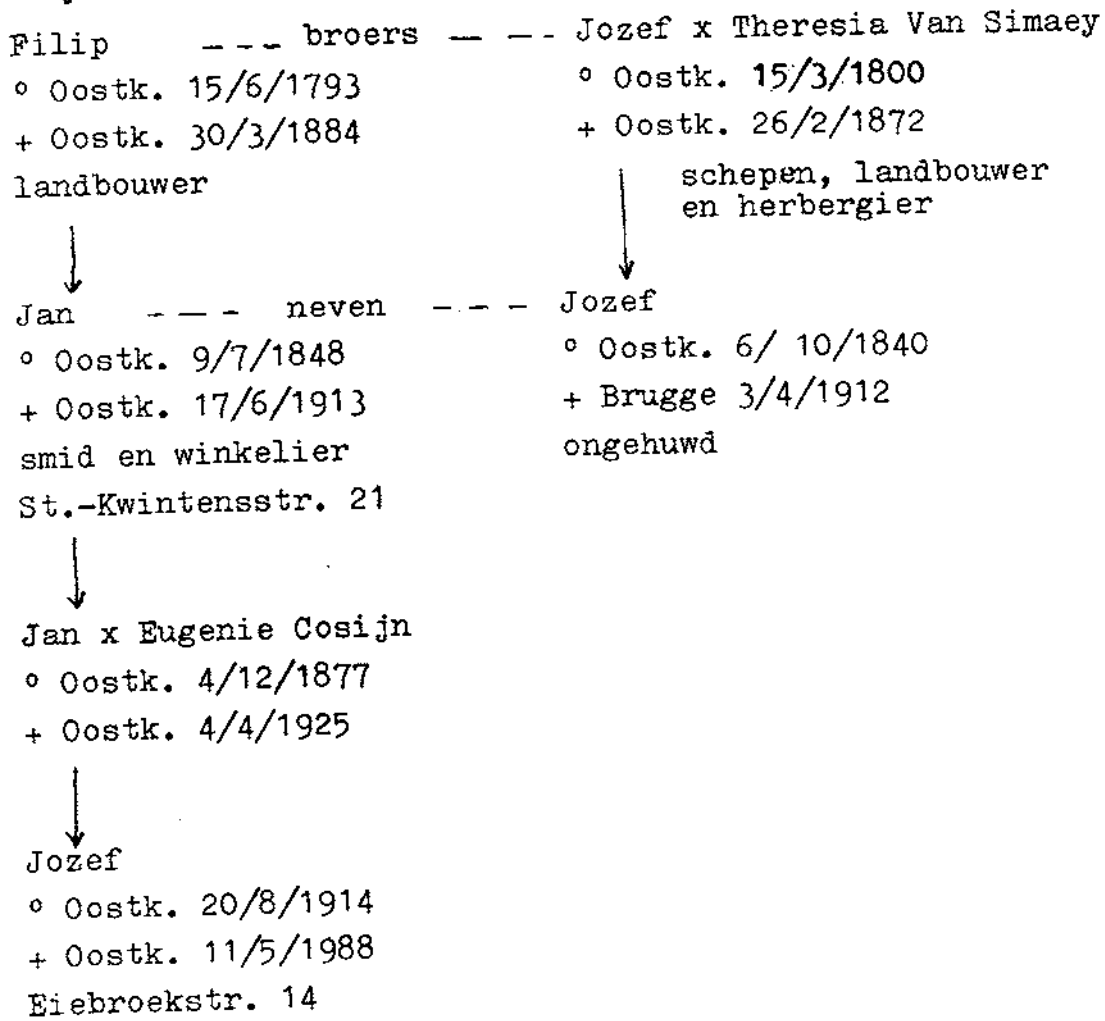 Filip --- broers — -- Jozef x Theresia Van Simaey
° Oostk. 15/6/1793
° Oostk. 15/3/1800
+ Oostk. 30/3/1884
+ Oostk. 26/2/1872
landbouwer
schepen, landbouwer
en herbergier
Jan --- neven --- Jozef
° Oostk. 9/7/1848
° Oostk. 6/ 10/1840
+ Oostk. 17/6/1913
+ Brugge 3/4/1912
smid en winkelier
ongehuwd
St.-Kwintensstr. 21
Jan x Eugenie Cosijn
° Oostk. 4/12/1877
+ Oostk. 4/4/1925
Jozef
° Oostk. 20/8/1914
+ Oostk. 11/5/1988
Eiebroekstr. 14